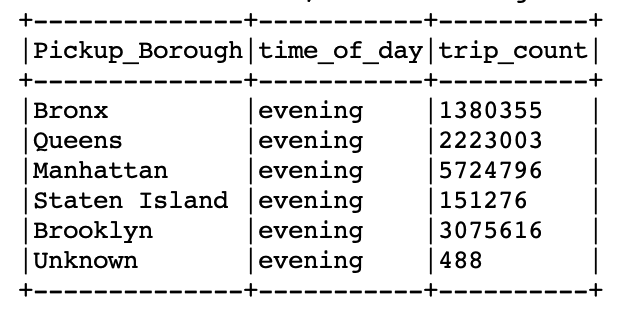 +--------------+-----------+----------+
|Pickup_Borough|time_of_day|trip_count|
+--------------+-----------+----------+
|Bronx         |evening    |1380355   |
|Queens        |evening    |2223003   |
|Manhattan     |evening    |5724796   |
|Staten Island |evening    |151276    |
|Brooklyn      |evening    |3075616   |
|Unknown       |evening    |488       |
+--------------+-----------+----------+